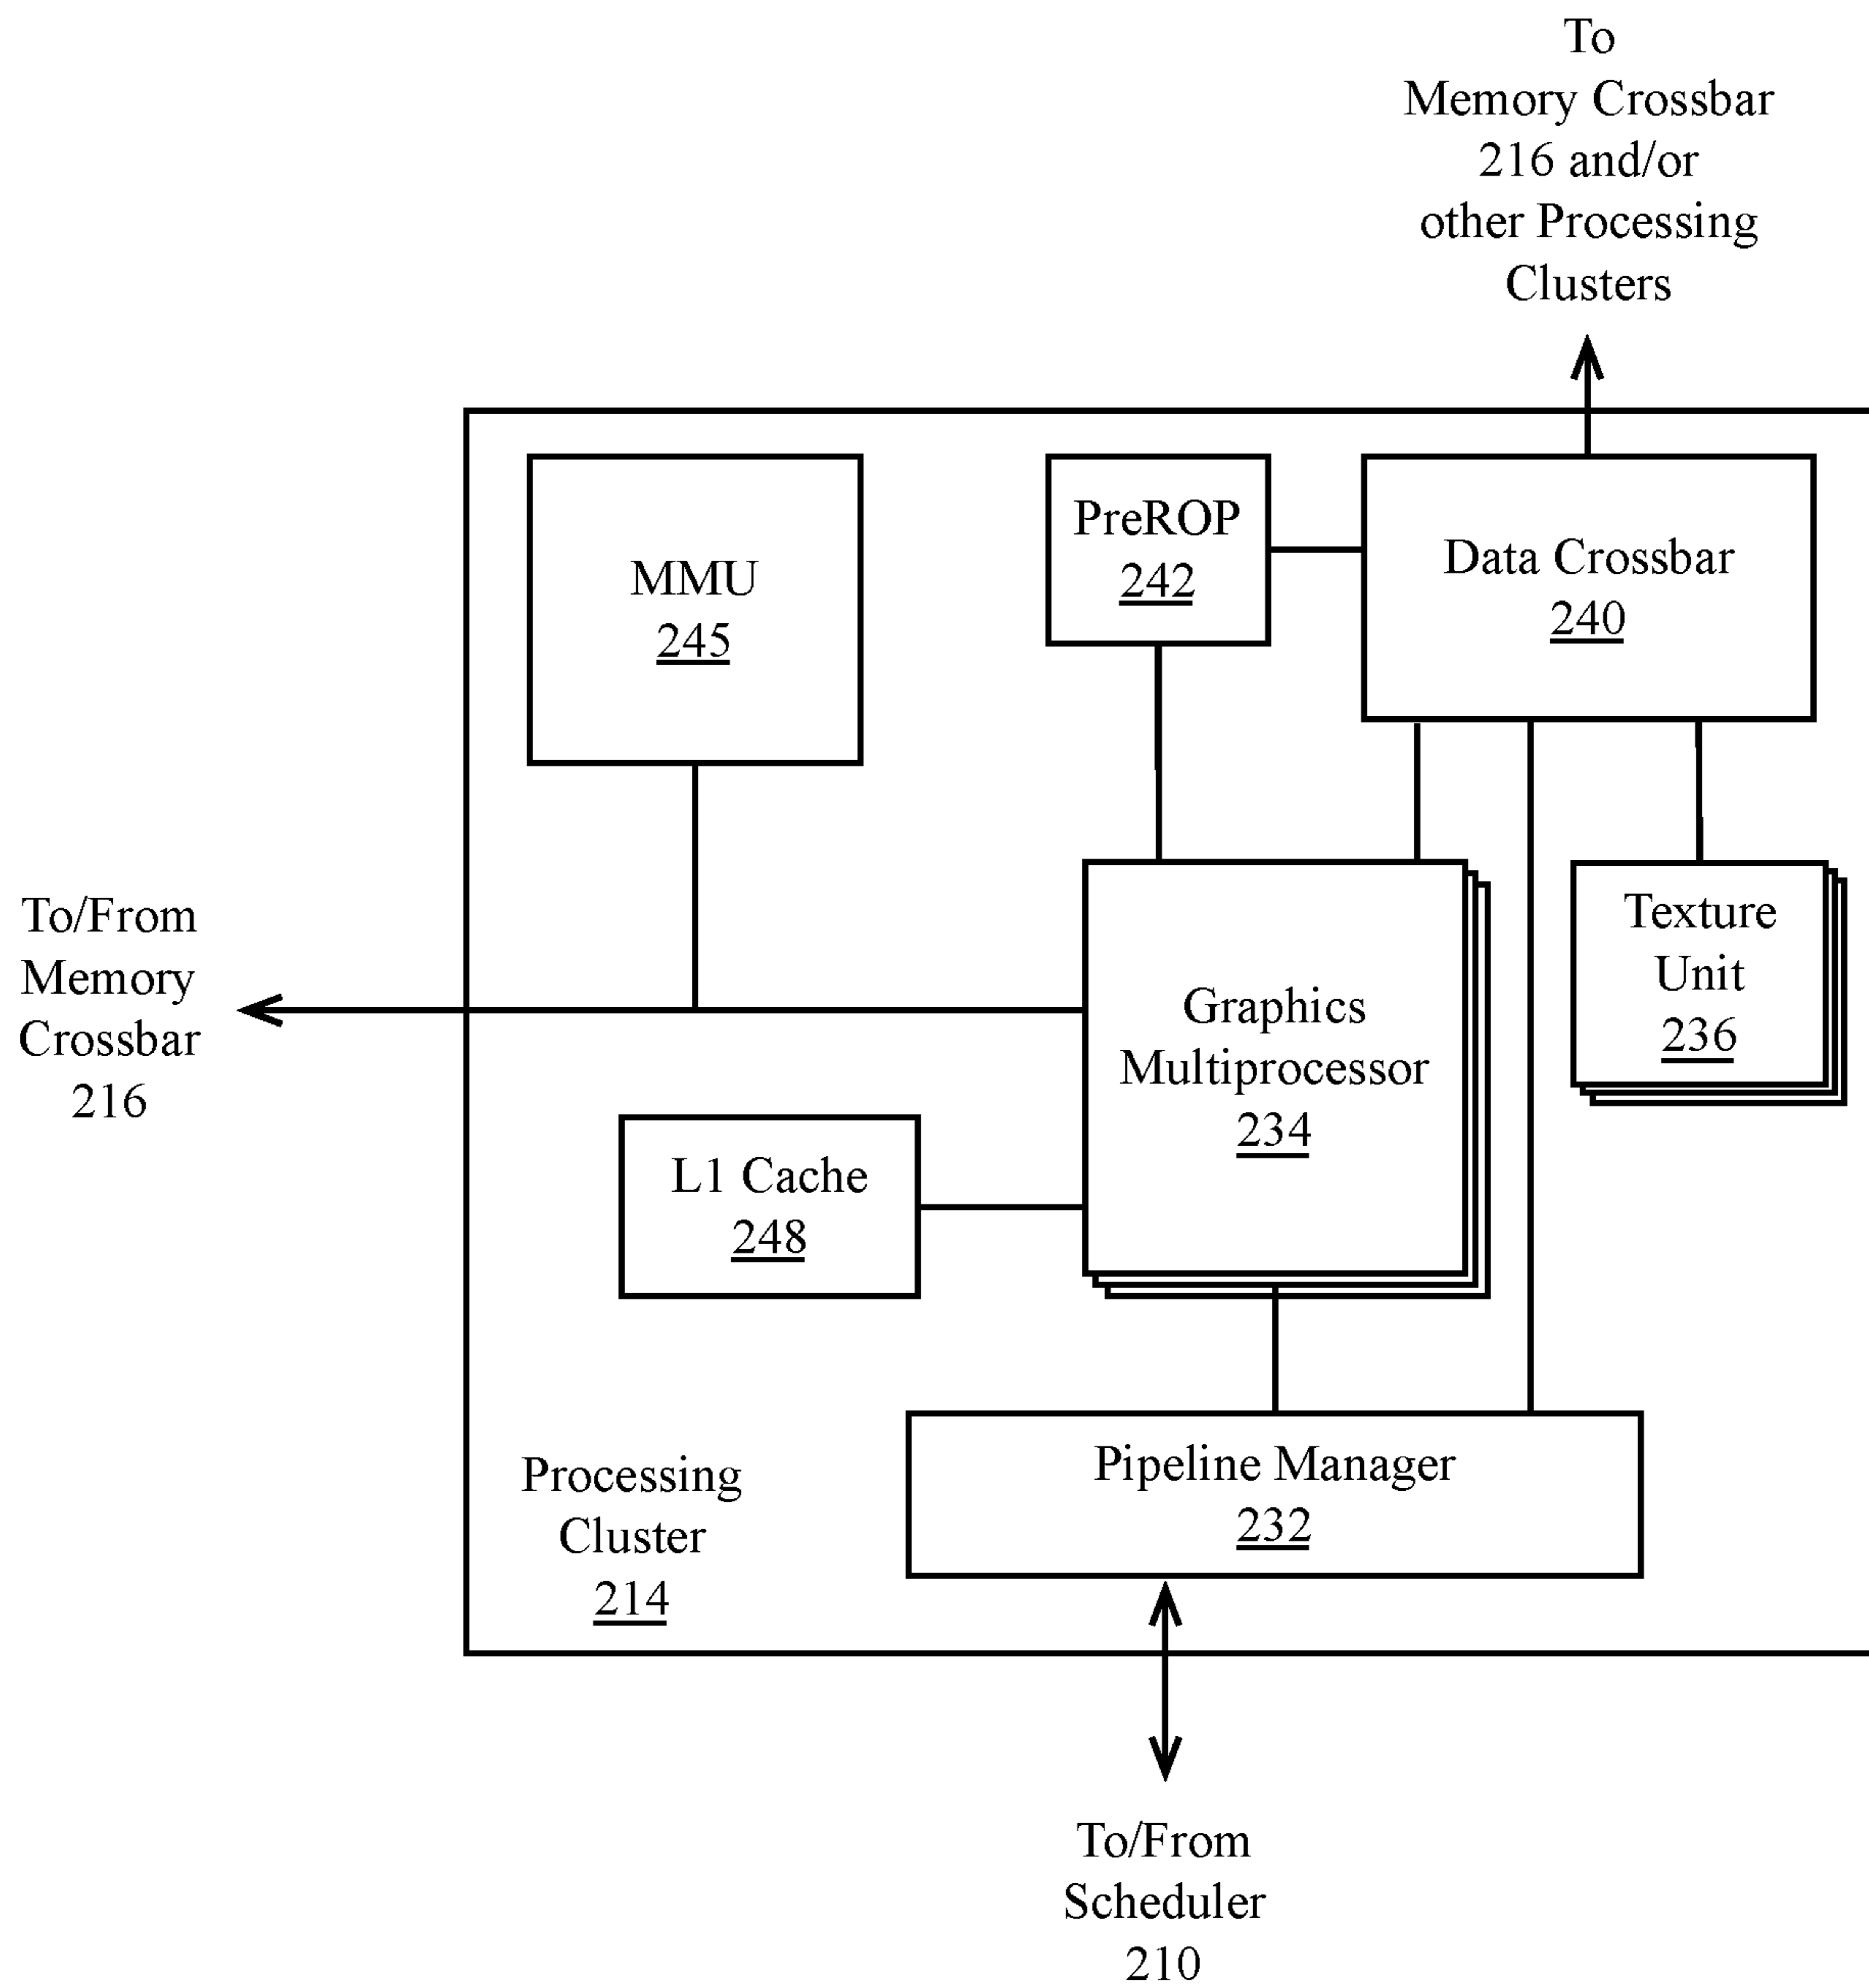 To
Memory Crossbar
216 and/or
other Processing
Clusters
MMU
245
PreROP
242
Data Crossbar
240
To/From
Memory
Crossbar
216
Graphics
Multiprocessor
234
Texture
Unit
236
L1 Cache
248
Processing
Cluster
214
Pipeline Manager
232
To/From
Scheduler
210